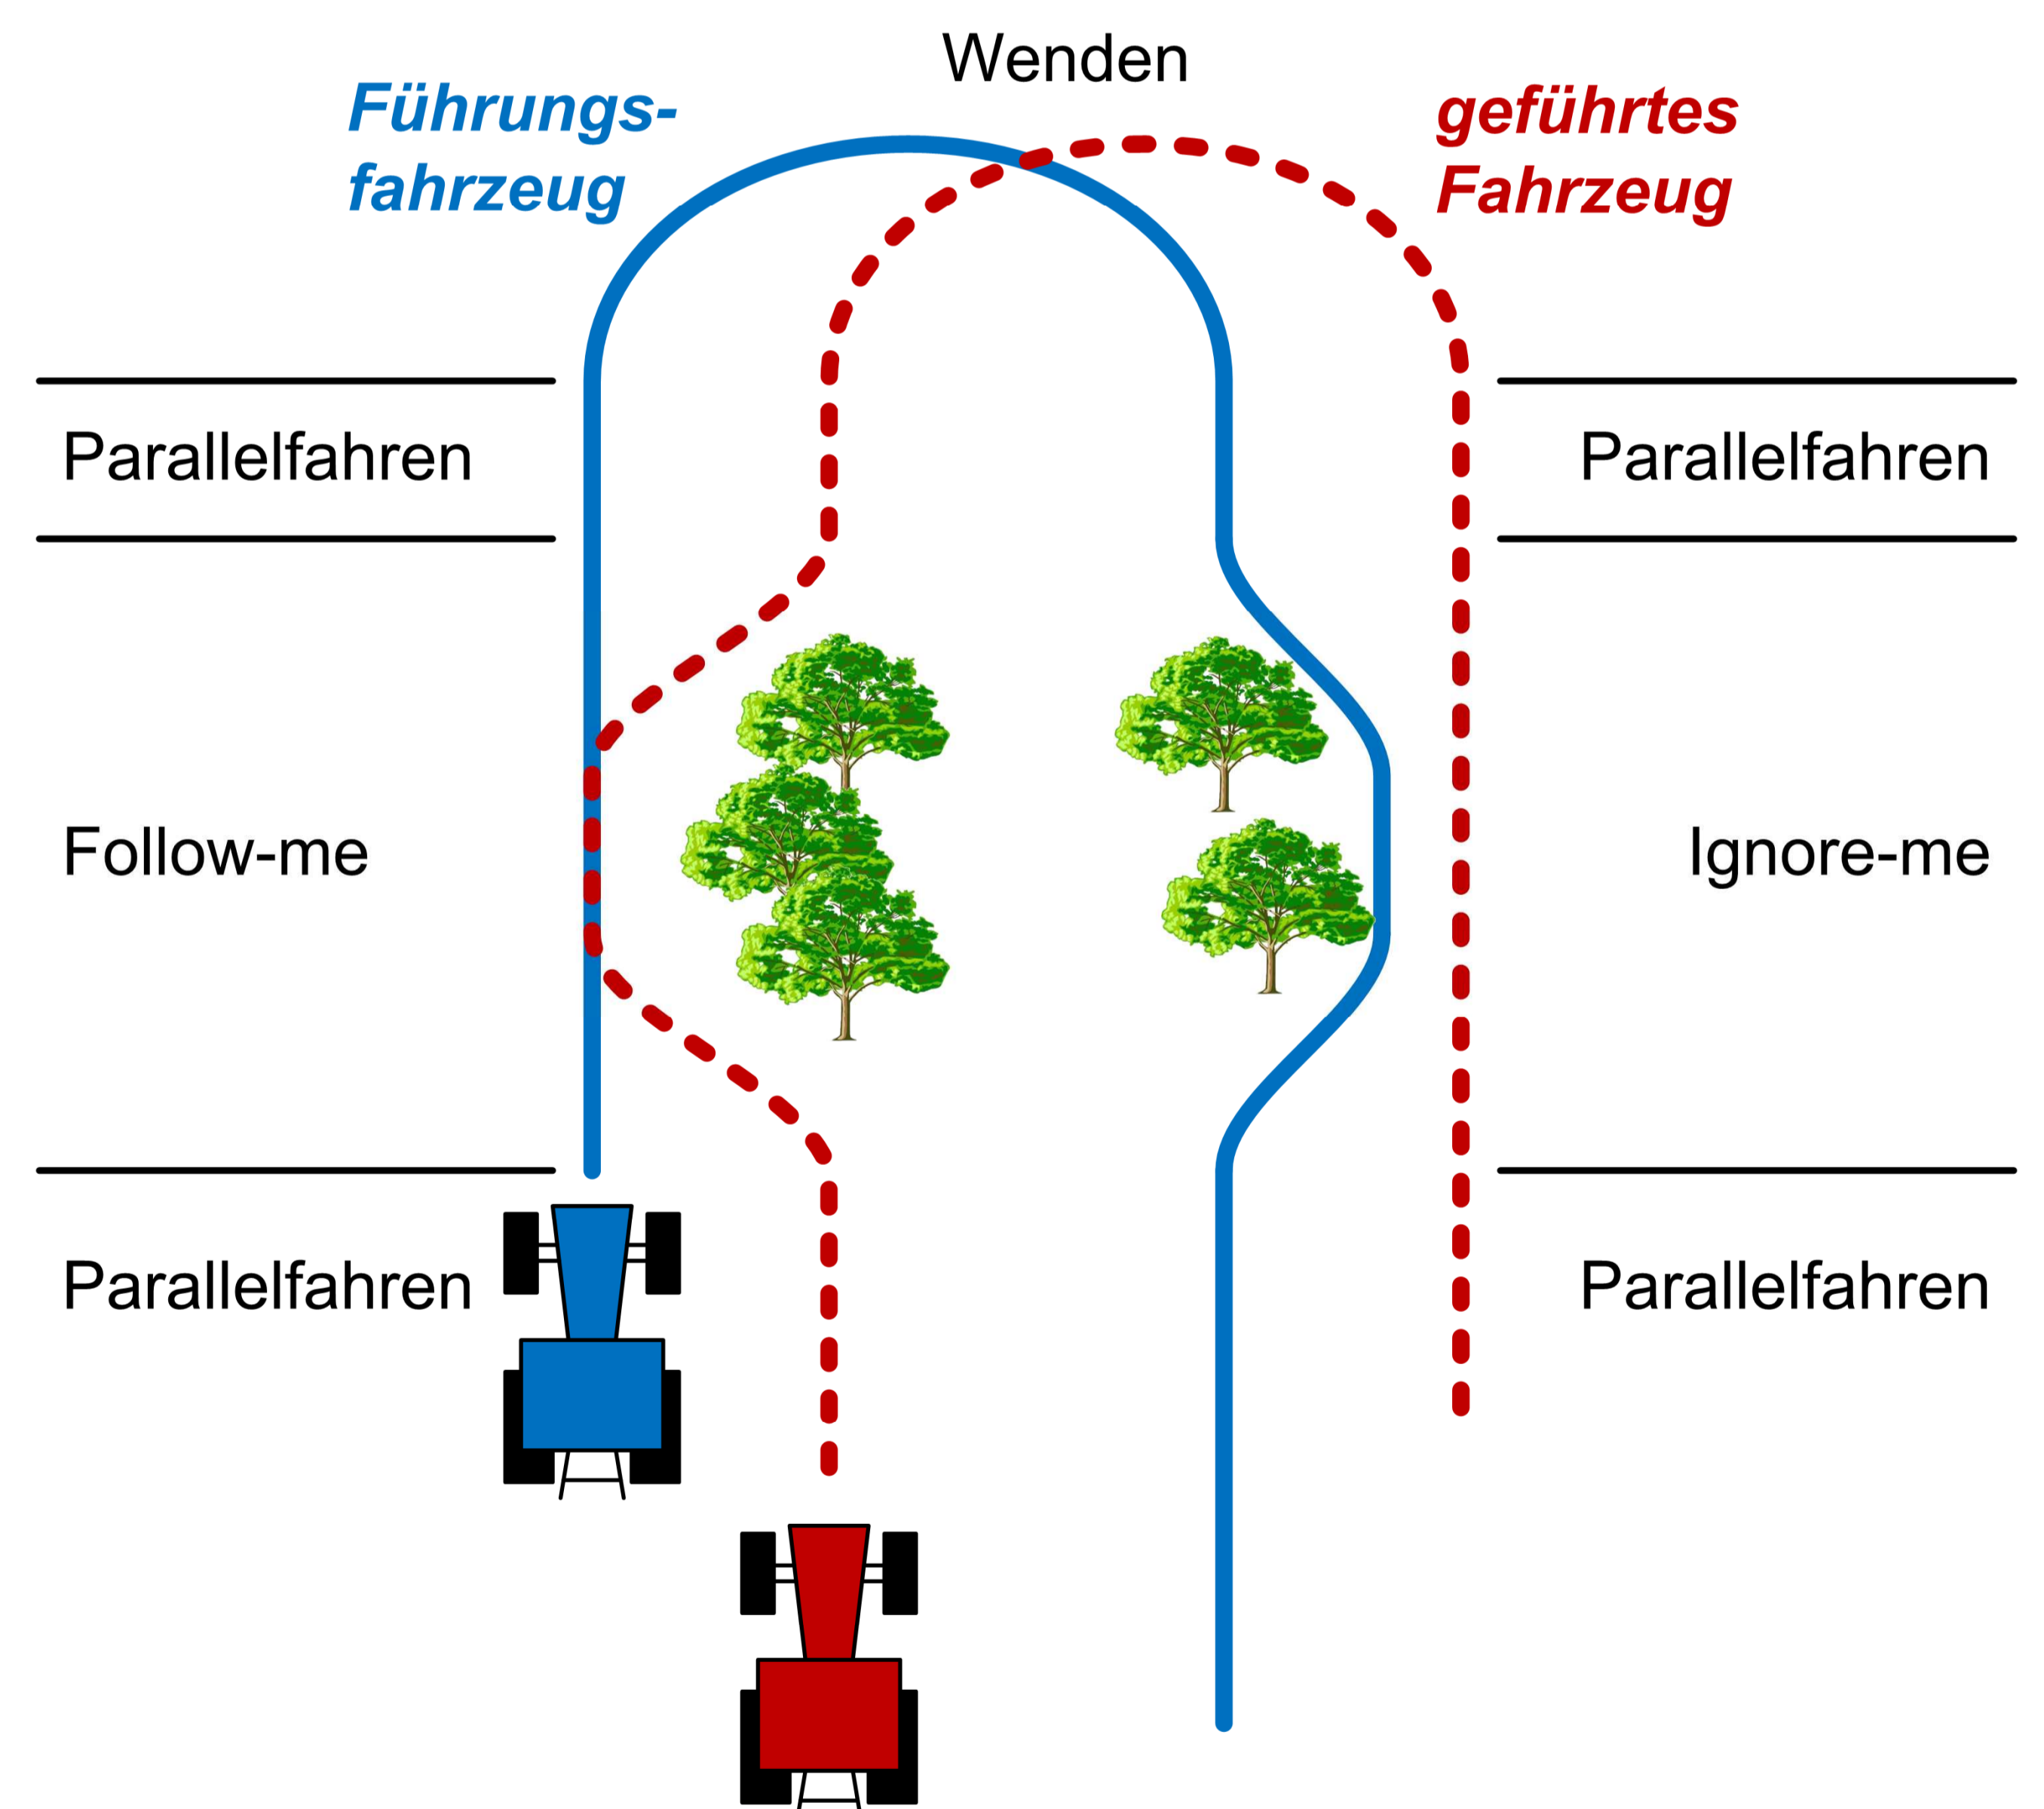 Wenden
Führungs-
fahrzeug
geführtes
Fahrzeug
Parallelfahren
Parallelfahren
Follow-me
Ignore-me
Parallelfahren
Parallelfahren